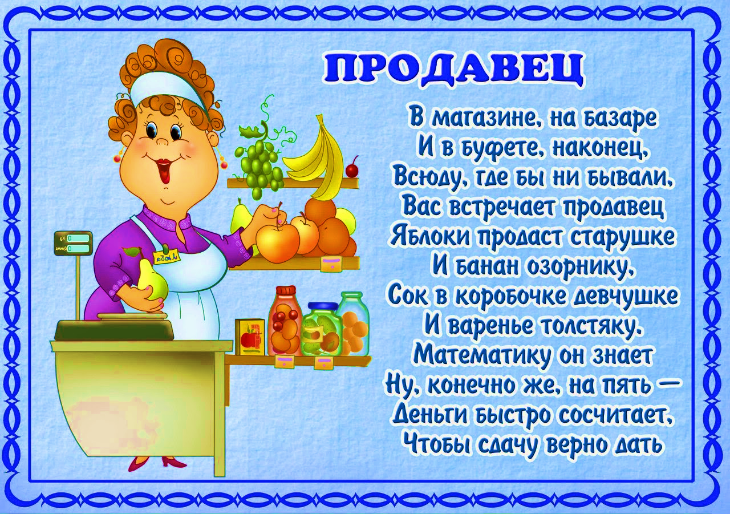 ПРОДАВЕЦ
В магазине, на базаре
И в буфете, наконец,
Всюду, где бы ни бывали,
Вас встречает продавец
Яблоки продаст старушке
И банан озорнику,
Сок в коробочке девчушке
И варенье толстяку.
Математику он знает
Ну, конечно же, на пять —
Деньги быстро сосчитает,
Чтобы сдачу верно дать